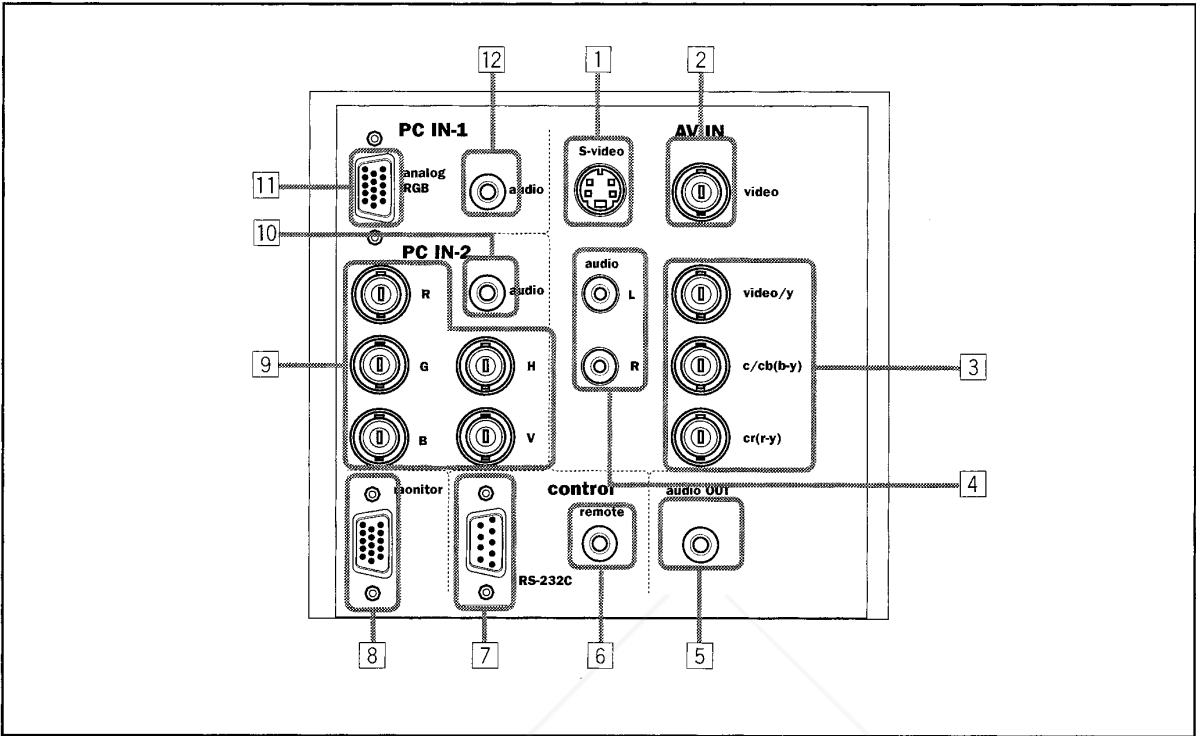 12 1 2
PC IN-1 AV IN
S-video
11 analog
RGB
audio video
10
PC IN-2 audio
R audio L video/y
9 G H R c/cb(b-y) 3
B V cr(r-y)
monitor control audio OUT 4
remote
RS-232C
8 7 6 5